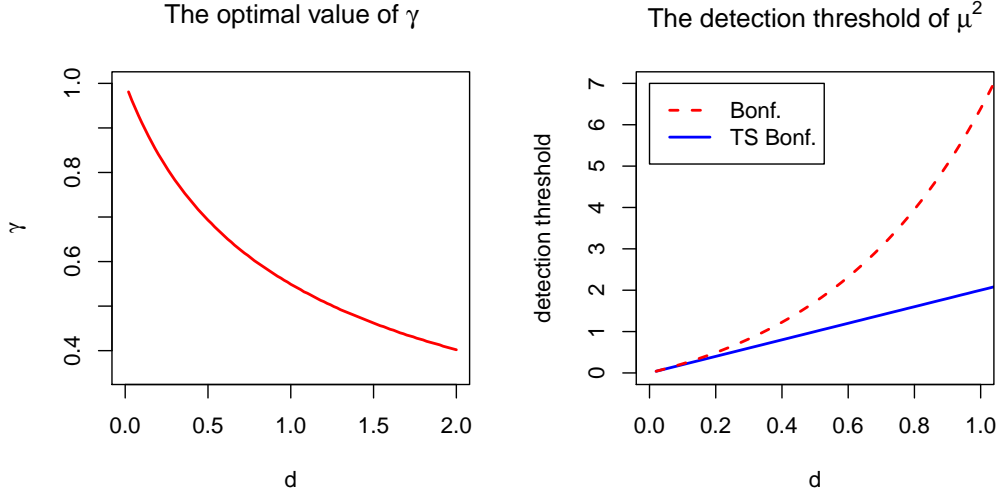 The optimal value of γ
γ
1.0
0.8
0.6
0.4
0.0 0.5 1.0 1.5 2.0
d
The detection threshold of μ²
detection threshold
7
6
5
4
3
2
1
0
Bonf.
TS Bonf.
0.0 0.2 0.4 0.6 0.8 1.0
d